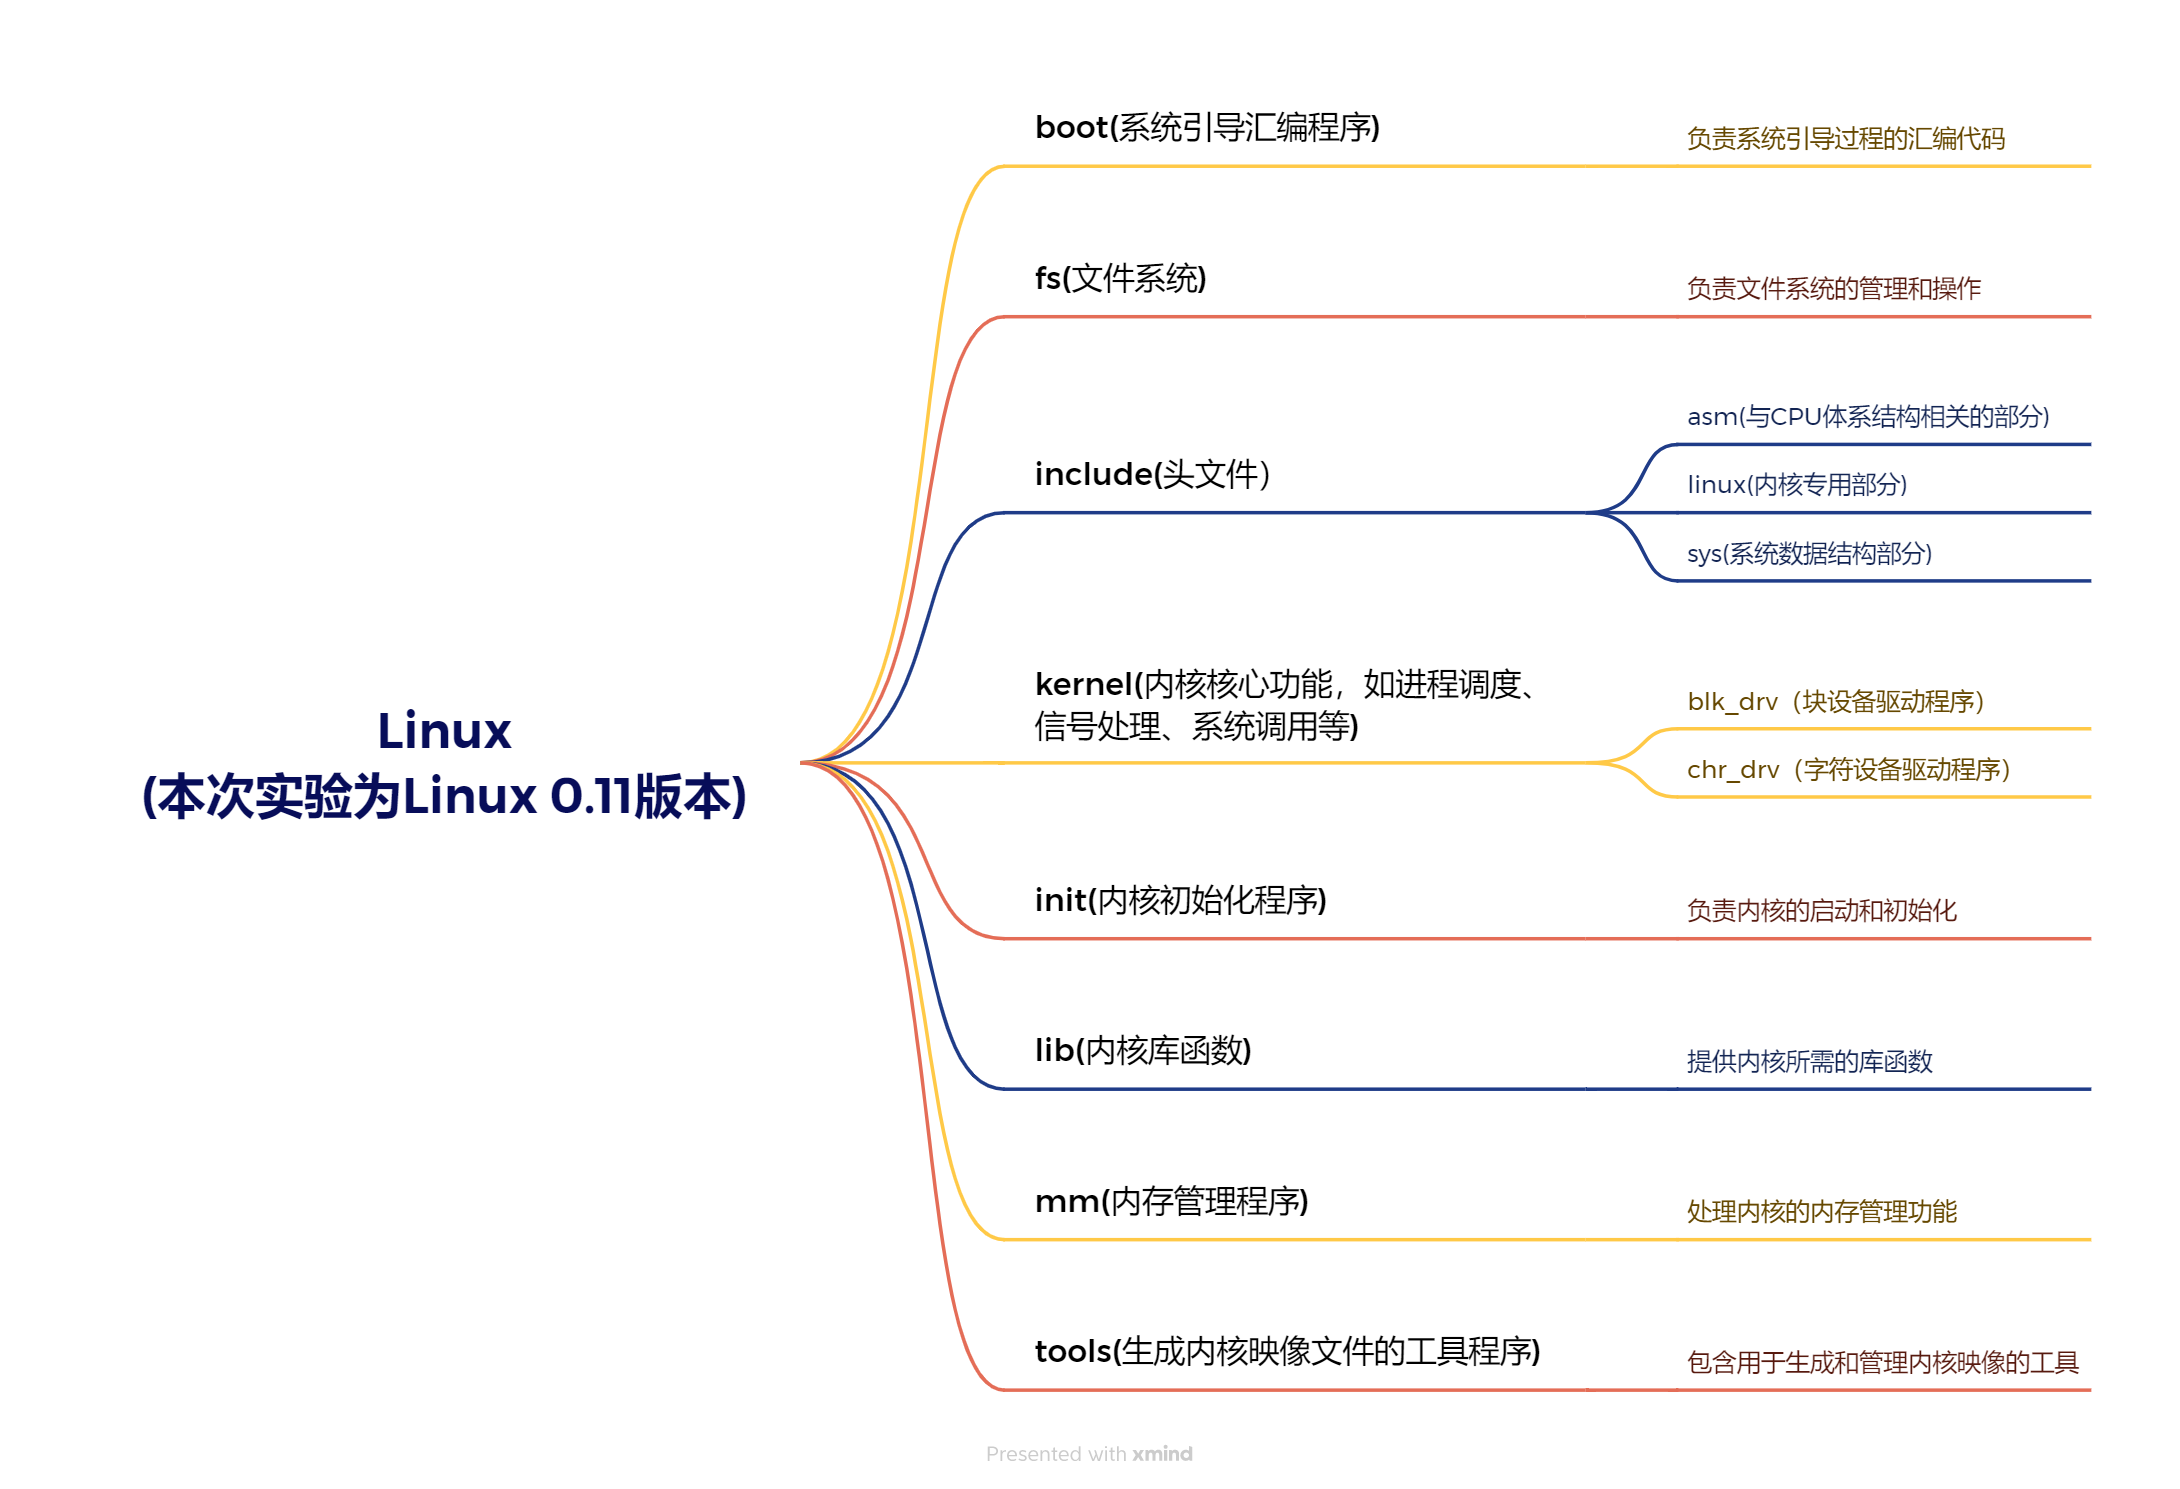 Linux
(本次实验为Linux 0.11版本)
boot(系统引导汇编程序)
负责系统引导过程的汇编代码
fs(文件系统)
负责文件系统的管理和操作
include(头文件）
asm(与CPU体系结构相关的部分)
linux(内核专用部分)
sys(系统数据结构部分)
kernel(内核核心功能，如进程调度、
信号处理、系统调用等)
blk_drv（块设备驱动程序）
chr_drv（字符设备驱动程序）
init(内核初始化程序)
负责内核的启动和初始化
lib(内核库函数)
提供内核所需的库函数
mm(内存管理程序)
处理内核的内存管理功能
tools(生成内核映像文件的工具程序)
包含用于生成和管理内核映像的工具
Presented with xmind